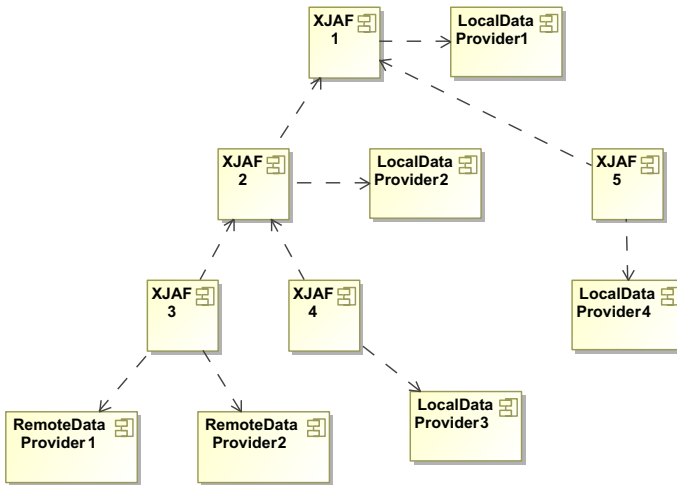 XJAF
1
LocalData
Provider1
XJAF
2
LocalData
Provider2
XJAF
5
XJAF
3
XJAF
4
LocalData
Provider4
RemoteData
Provider1
RemoteData
Provider2
LocalData
Provider3